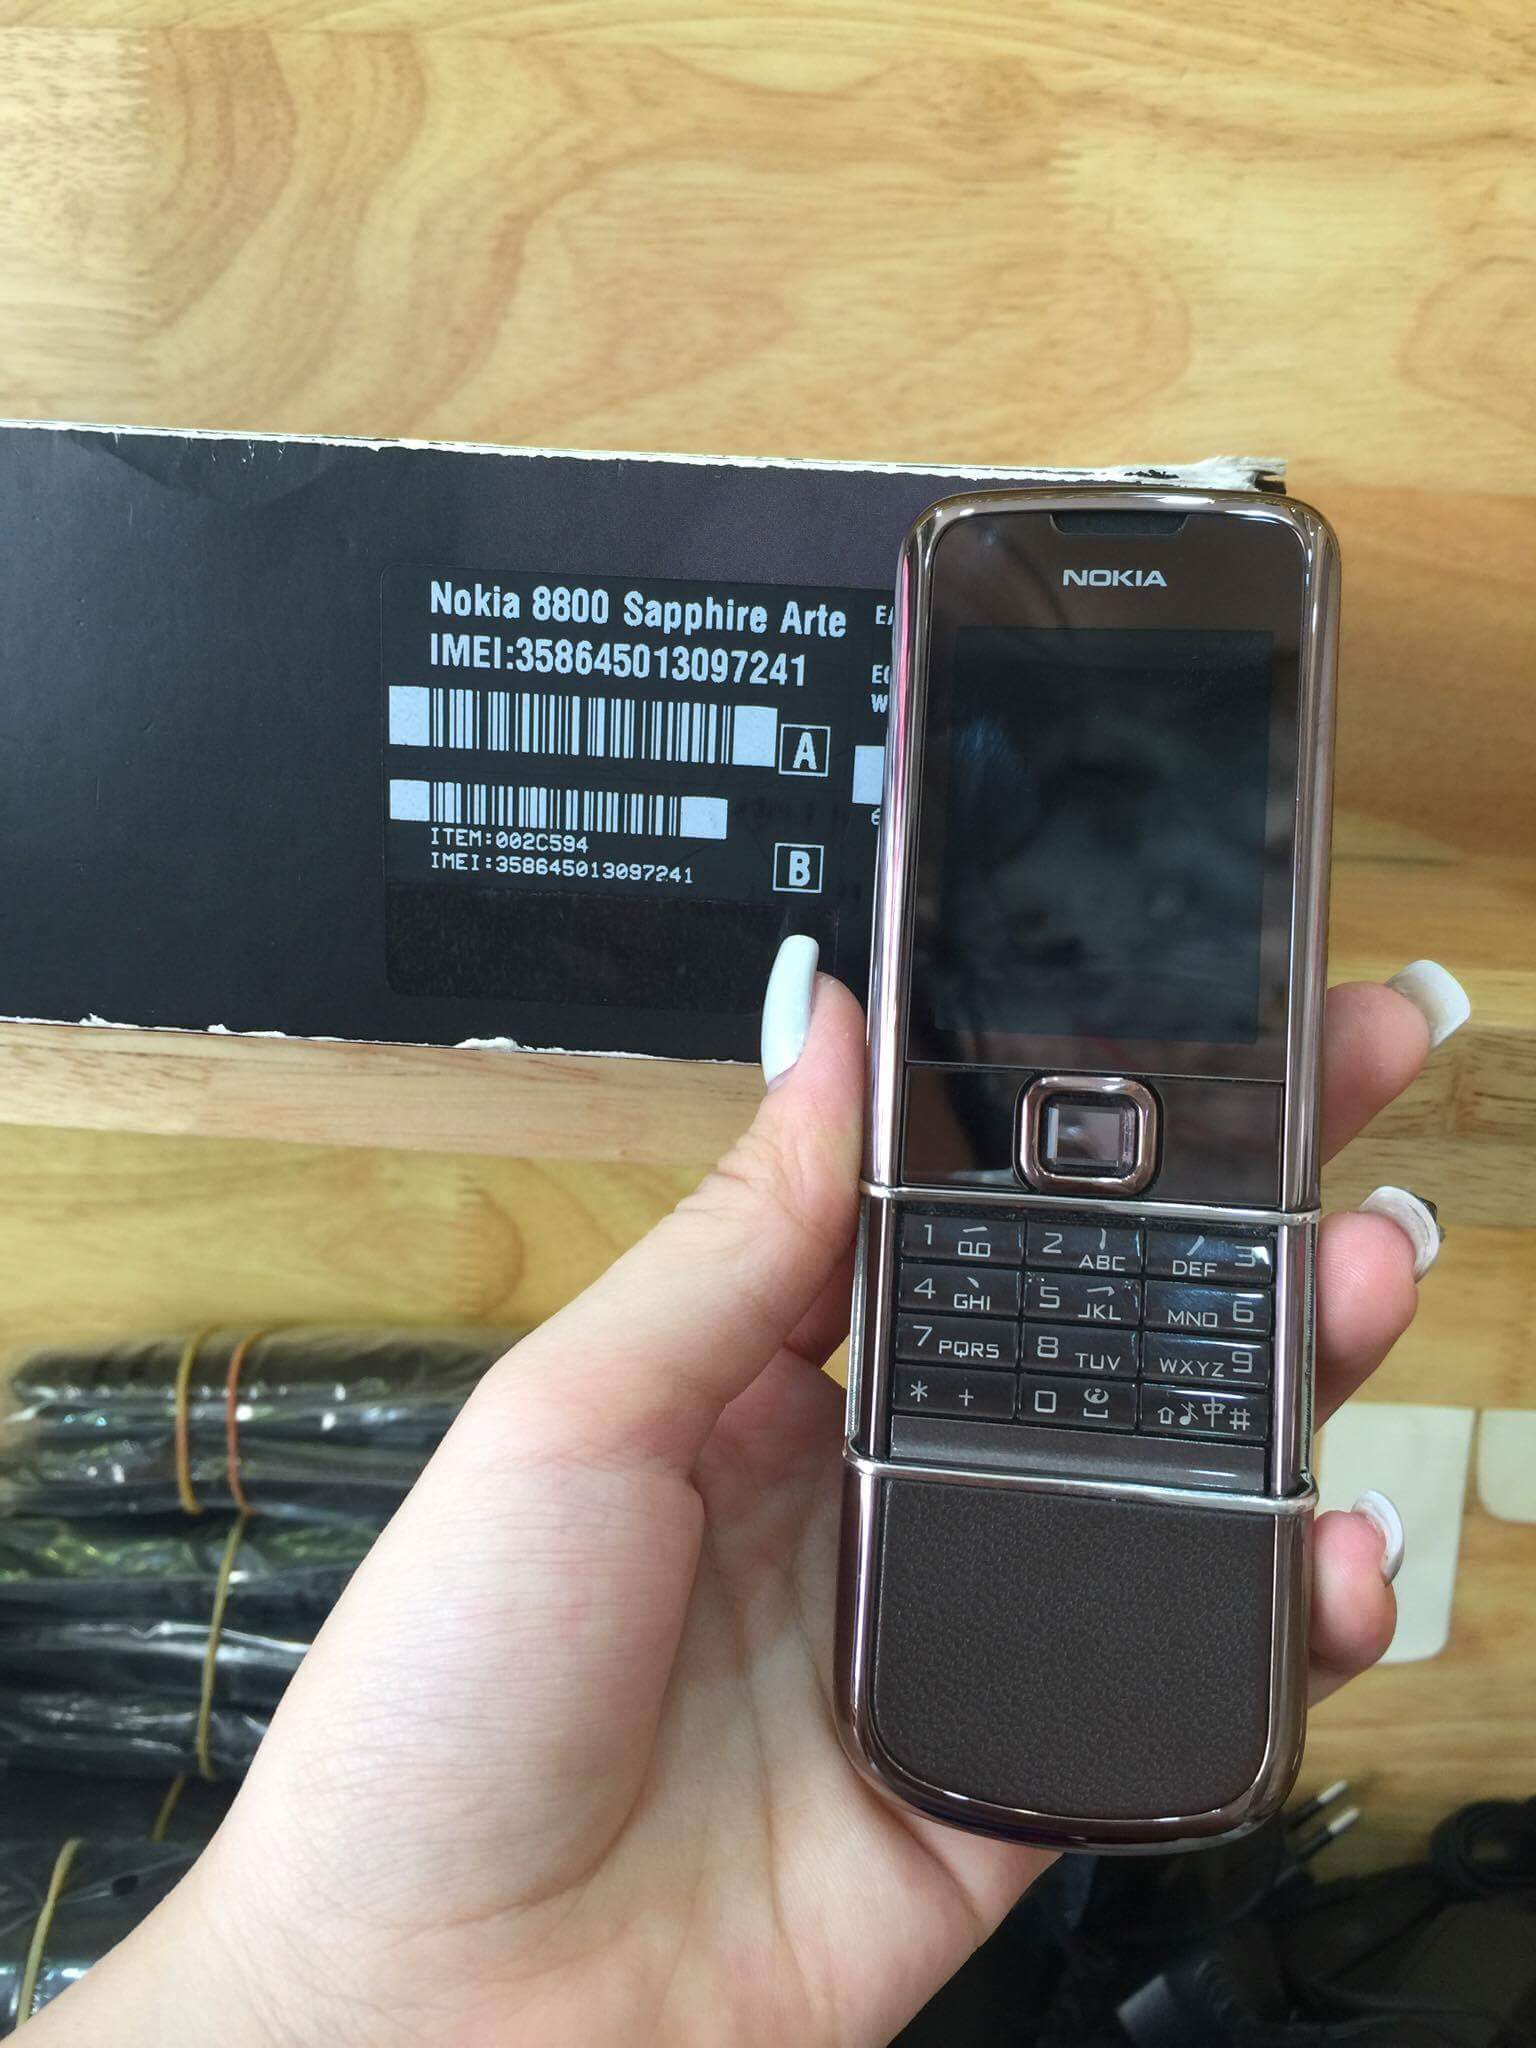 Nokia 8800 Sapphire Arte
IMEI:358645013097241
A
ITEM:002C594
IMEI:358645013097241
B
NOKIA
1
2 ABC
DEF 3
4 GHI
5 JKL
MNO 6
7 PQRS
8 TUV
WXYZ 9
* +
0
中 #